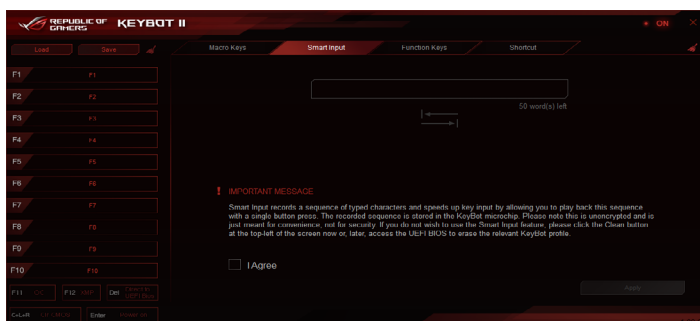 REPUBLIC OF
GAMERS
KEYBOT II
ON
Load
Save
Macro Keys
Smart Input
Function Keys
Shortcut
F1 F1
F2 F2
F3 F3
F4 F4
F5 F5
F6 F6
F7 F7
F8 F8
F9 F9
F10 F10
F11
F12 XMP
Del
UEFI Bios
C+L+R
Enter
50 word(s) left
! IMPORTANT MESSAGE
Smart Input records a sequence of typed characters and speeds up key input by allowing you to play back this sequence
with a single button press. The recorded sequence is stored in the KeyBot microchip. Please note this is unencrypted and is
just meant for convenience, not for security. If you do not wish to use the Smart Input feature, please click the Clean button
at the top-left of the screen now or, later, access the UEFI BIOS to erase the relevant KeyBot profile.
I Agree
Apply